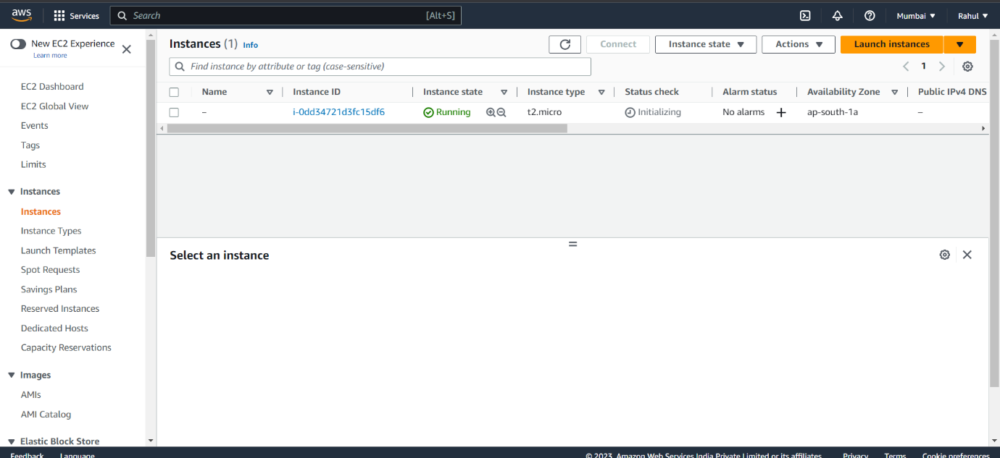 aws Services Search [Alt+S] Mumbai Rahul
New EC2 Experience
Learn more
EC2 Dashboard
EC2 Global View
Events
Tags
Limits
Instances
Instances
Instance Types
Launch Templates
Spot Requests
Savings Plans
Reserved Instances
Dedicated Hosts
Capacity Reservations
Images
AMIs
AMI Catalog
Elastic Block Store
Instances (1) Info Connect Instance state Actions Launch instances
Find instance by attribute or tag (case-sensitive) 1
Name Instance ID Instance state Instance type Status check Alarm status Availability Zone Public IPv4 DNS
– i-0dd34721d3fc15df6 Running t2.micro Initializing No alarms + ap-south-1a –
Select an instance
Feedback Language © 2023, Amazon Web Services India Private Limited or its affiliates. Privacy Terms Cookie preferences